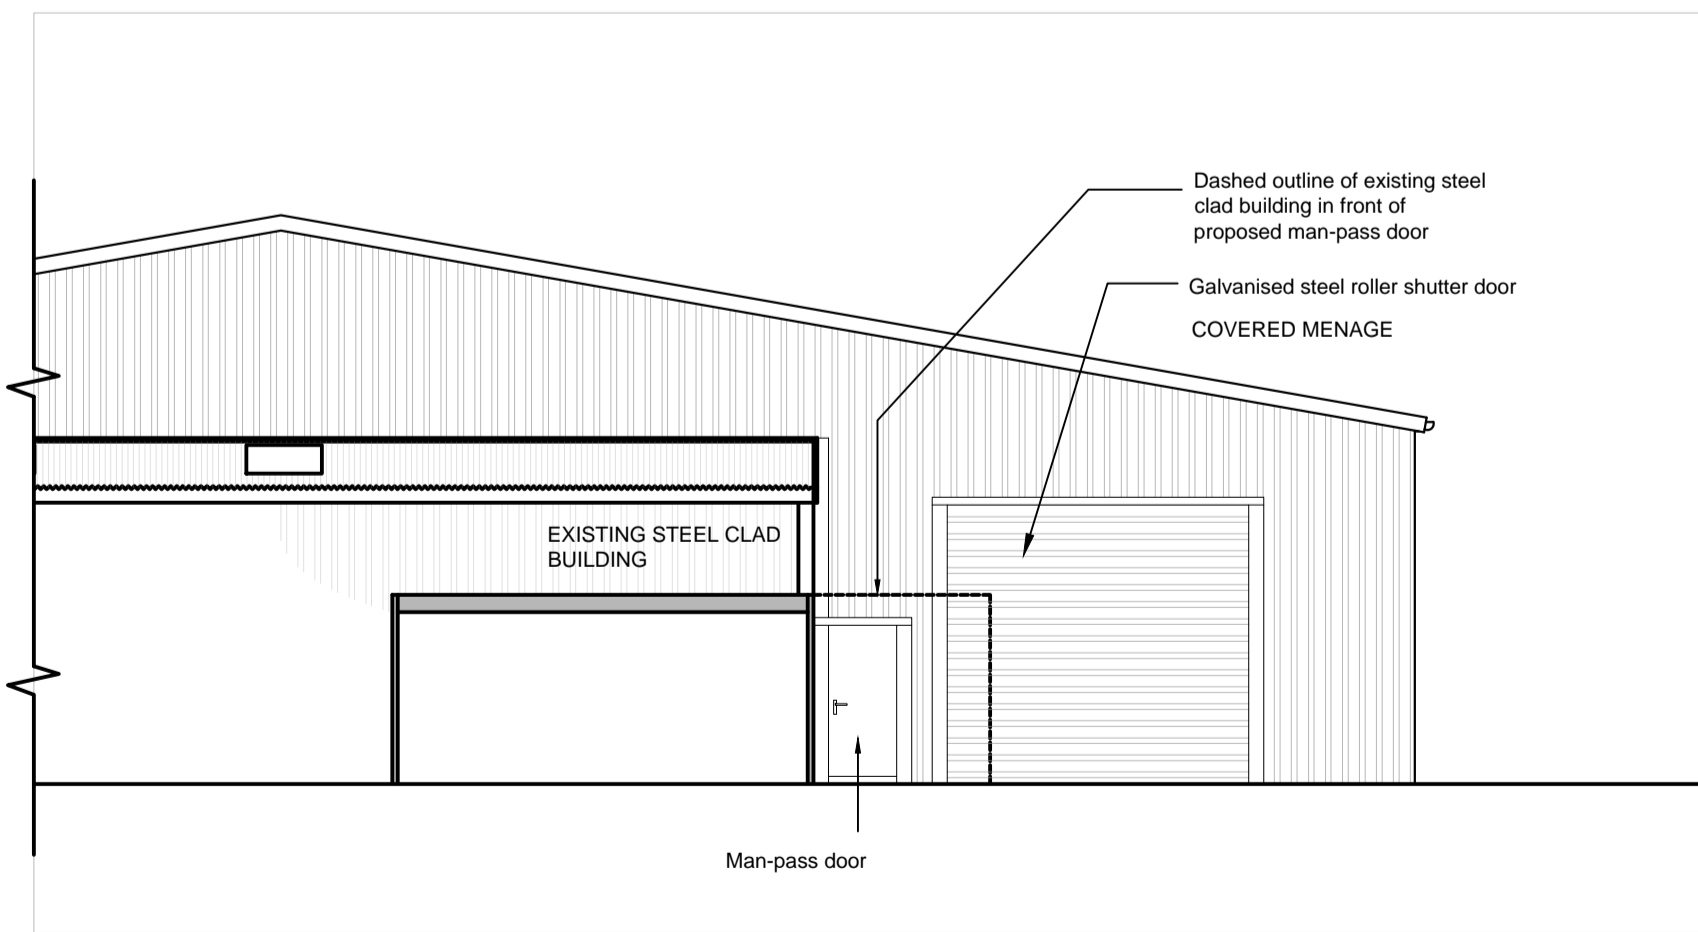 Dashed outline of existing steel
clad building in front of
proposed man-pass door
Galvanised steel roller shutter door
COVERED MENAGE
EXISTING STEEL CLAD
BUILDING
Man-pass door